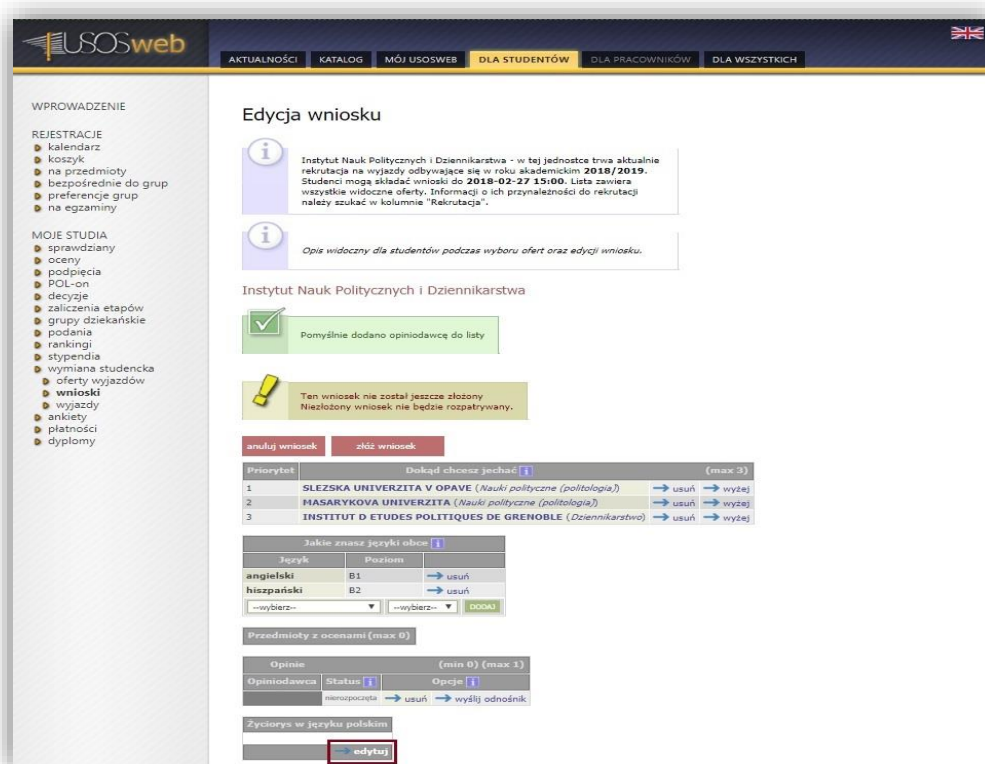 USOSweb
AKTUALNOŚCI KATALOG MÓJ USOSWEB DLA STUDENTÓW DLA PRACOWNIKÓW DLA WSZYSTKICH
WPROWADZENIE
REJESTRACJE
kalendarz
koszyk
na przedmioty
bezpośrednie do grup
preferencje grup
na egzaminy
MOJE STUDIA
sprawdziany
oceny
podpięcia
POL-on
decyzje
zaliczenia etapów
grupy dziekańskie
podania
rankingi
stypendia
wymiana studencka
oferty wyjazdów
wnioski
wyjazdy
ankiety
płatności
dyplomy
Edycja wniosku
Instytut Nauk Politycznych i Dziennikarstwa - w tej jednostce trwa aktualnie
rekrutacja na wyjazdy odbywające się w roku akademickim 2018/2019.
Studenci mogą składać wnioski do 2018-02-27 15:00. Lista zawiera
wszystkie widoczne oferty. Informacji o ich przynależności do rekrutacji
należy szukać w kolumnie "Rekrutacja".
Opis widoczny dla studentów podczas wyboru ofert oraz edycji wniosku.
Instytut Nauk Politycznych i Dziennikarstwa
Pomyślnie dodano opiniodawcę do listy
Ten wniosek nie został jeszcze złożony
Niezłożony wniosek nie będzie rozpatrywany.
anuluj wniosek złóż wniosek
Priorytet Dokąd chcesz jechać i (max 3)
1 SLEZSKA UNIVERZITA V OPAVE (Nauki polityczne (politologia)) → usuń → wyżej
2 MASARYKOVA UNIVERZITA (Nauki polityczne (politologia)) → usuń → wyżej
3 INSTITUT D ETUDES POLITIQUES DE GRENOBLE (Dziennikarstwo) → usuń → wyżej
Jakie znasz języki obce i
Język Poziom
angielski B1 → usuń
hiszpański B2 → usuń
--wybierz-- --wybierz-- DODAJ
Przedmioty z ocenami (max 0)
Opinie (min 0) (max 1)
Opiniodawca Status i Opcje i
nierozpoczęta → usuń → wyślij odnośnik
Życiorys w języku polskim
→ edytuj